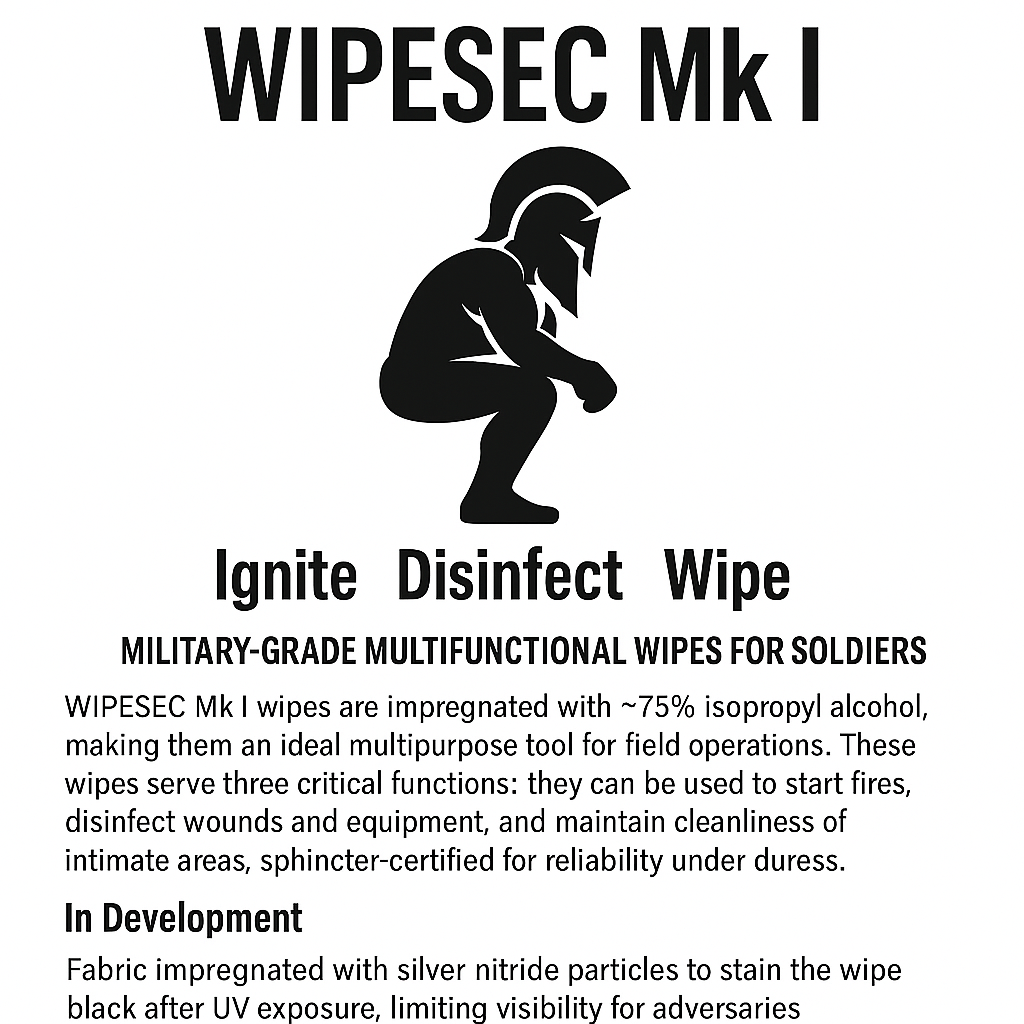 WIPESEC Mk I
Ignite Disinfect Wipe
MILITARY-GRADE MULTIFUNCTIONAL WIPES FOR SOLDIERS
WIPESEC Mk I wipes are impregnated with ~75% isopropyl alcohol,
making them an ideal multipurpose tool for field operations. These
wipes serve three critical functions: they can be used to start fires,
disinfect wounds and equipment, and maintain cleanliness of
intimate areas, sphincter-certified for reliability under duress.
In Development
Fabric impregnated with silver nitride particles to stain the wipe
black after UV exposure, limiting visibility for adversaries